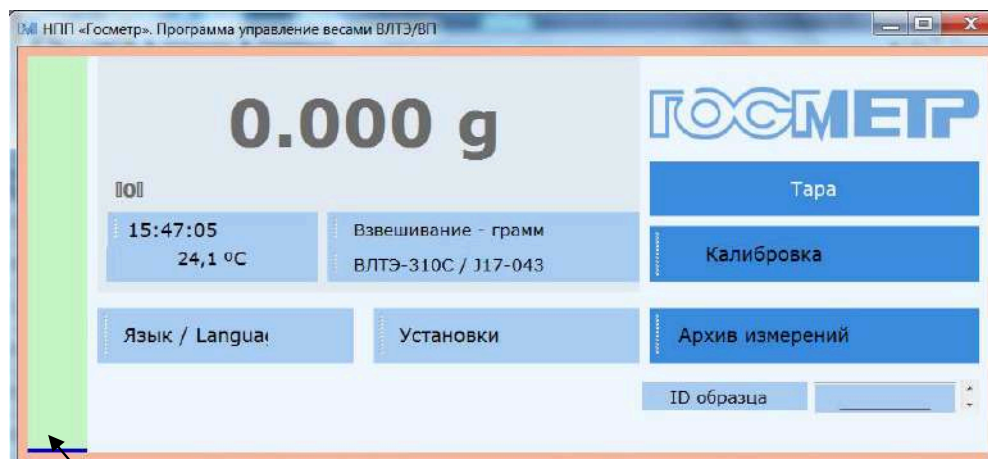 НПП «Госметр». Программа управление весами ВЛТЭ/ВП
0.000 g
ГОСМЕТР
Тара
15:47:05
24,1 ºC
Взвешивание - грамм
ВЛТЭ-310С / J17-043
Калибровка
Язык / Langua
Установки
Архив измерений
ID образца